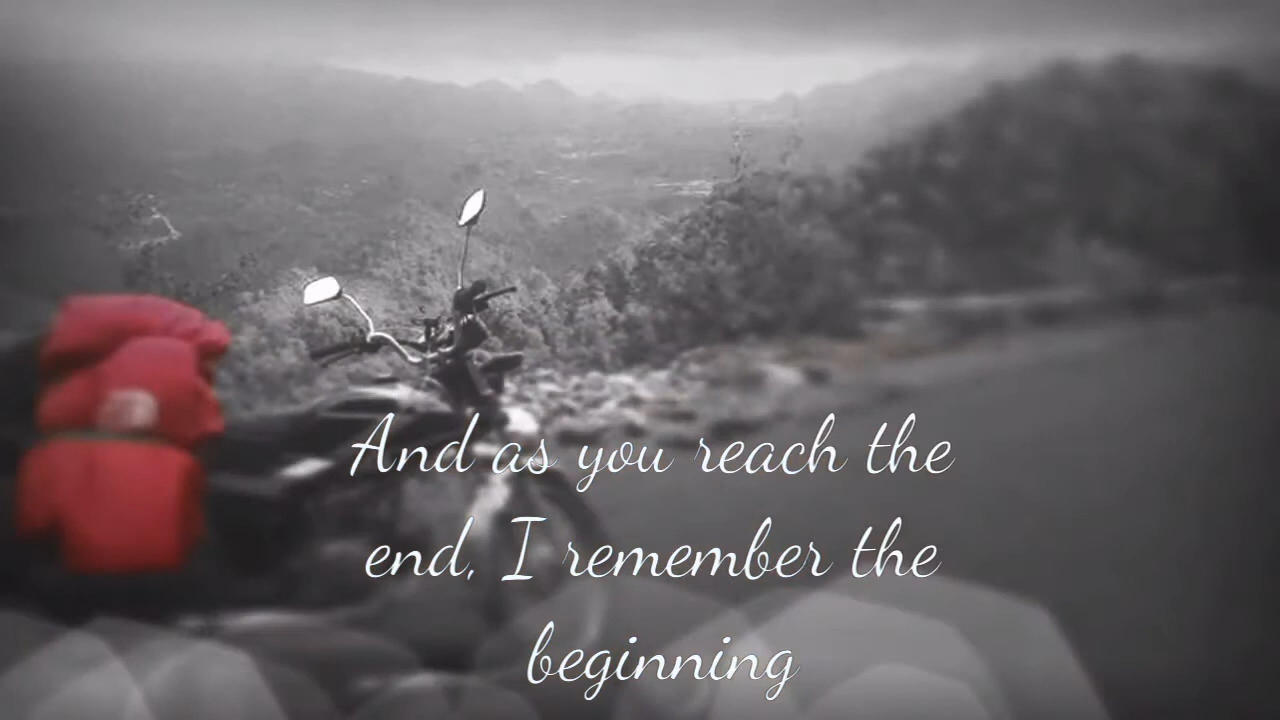 And as you reach the
end, I remember the
beginning